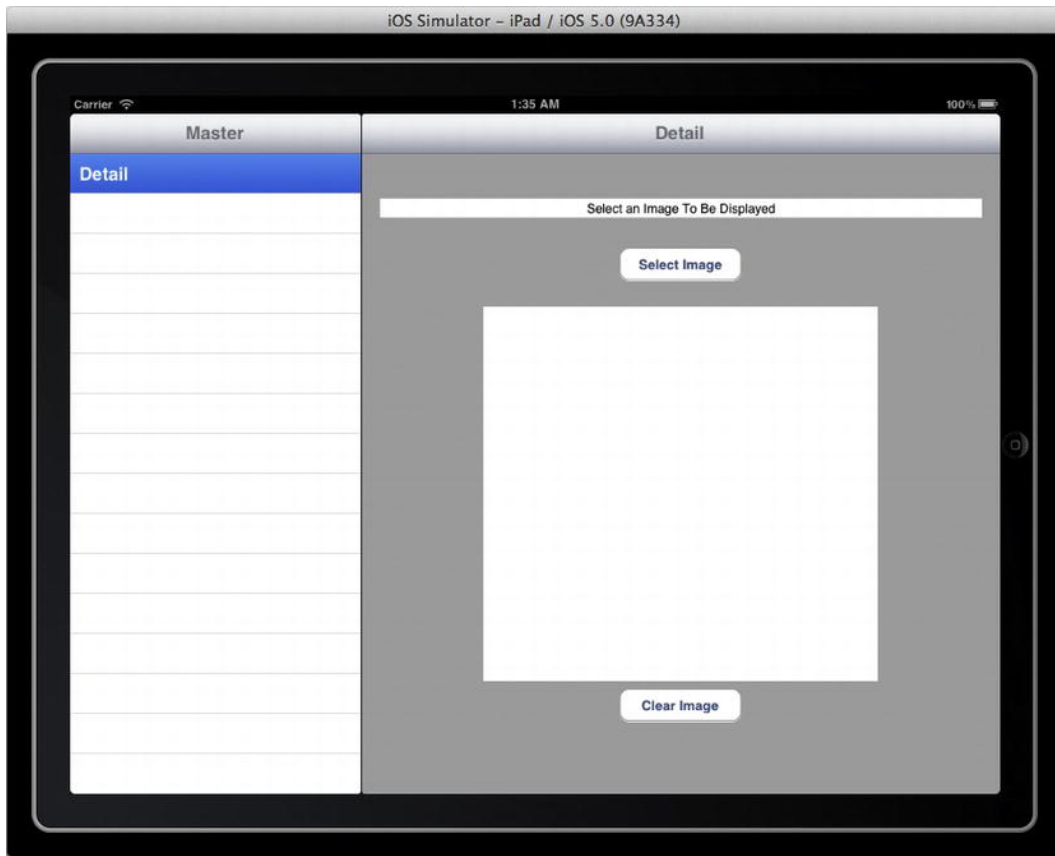 iOS Simulator - iPad / iOS 5.0 (9A334)
Carrier 1:35 AM 100%
Master Detail
Detail
Select an Image To Be Displayed
Select Image
Clear Image